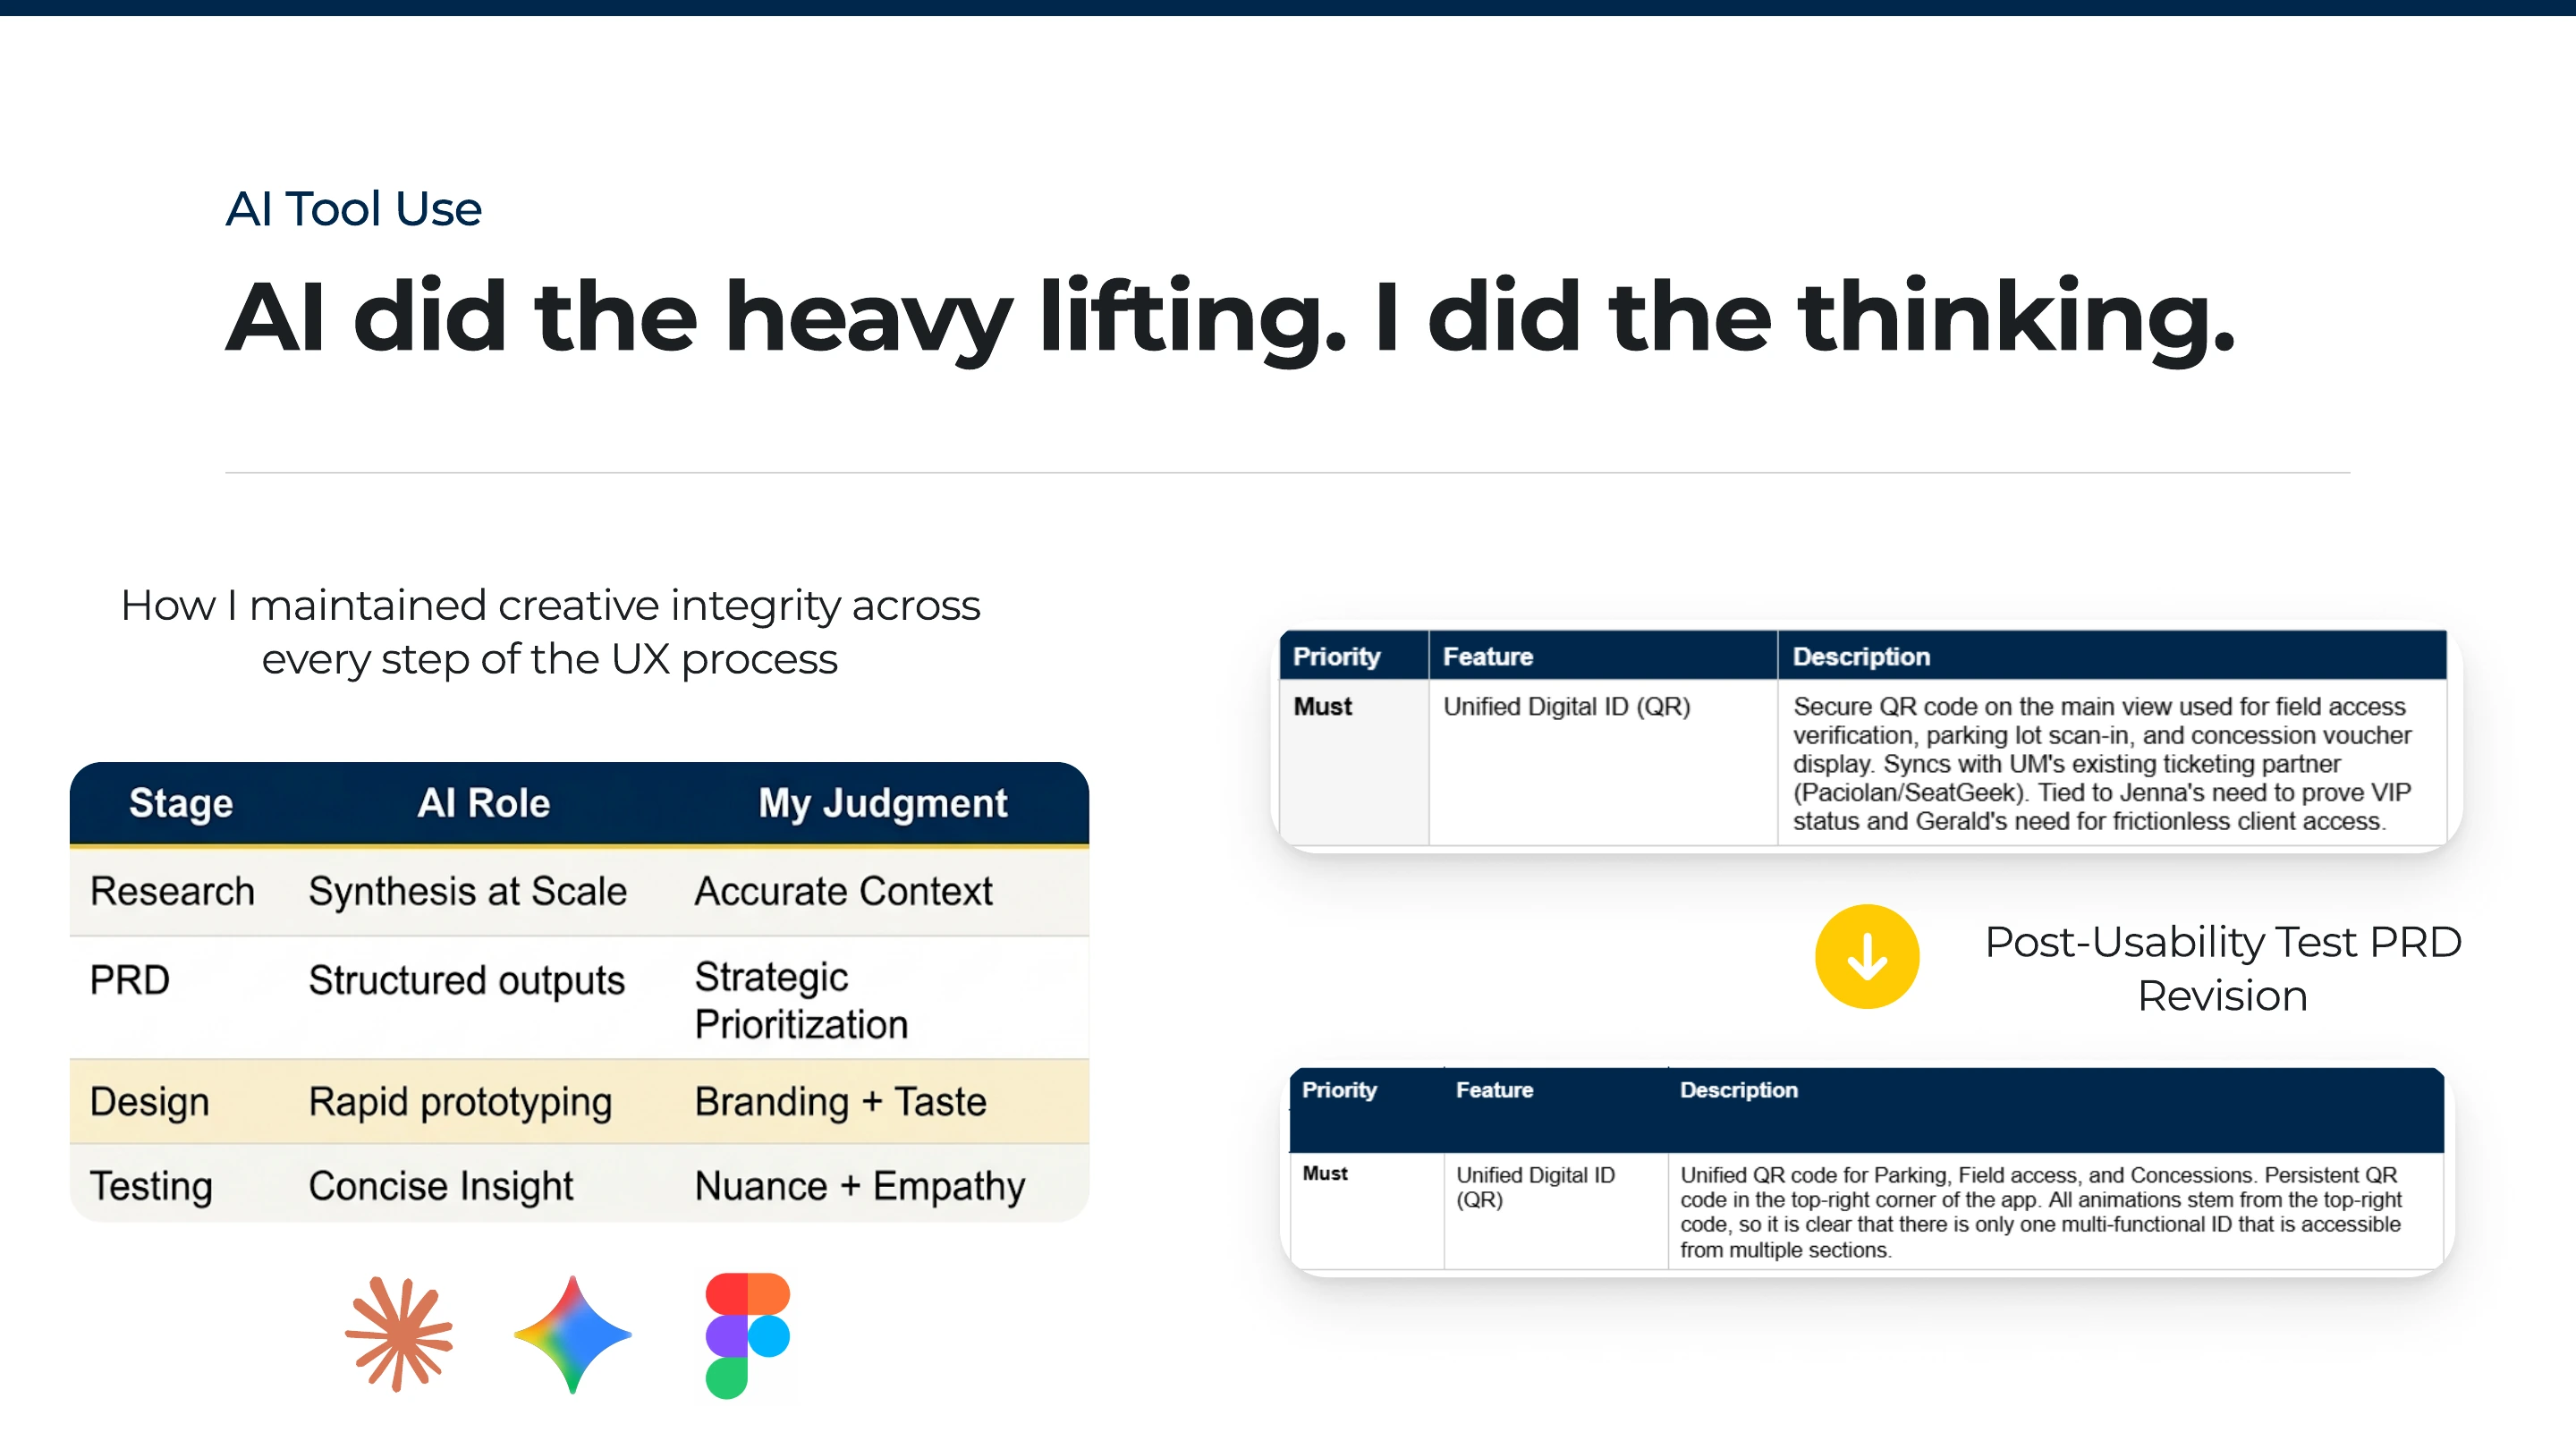 AI Tool Use
AI did the heavy lifting. I did the thinking.
How I maintained creative integrity across
every step of the UX process
Stage AI Role My Judgment
Research Synthesis at Scale Accurate Context
PRD Structured outputs Strategic
Prioritization
Design Rapid prototyping Branding + Taste
Testing Concise Insight Nuance + Empathy
Priority Feature Description
Must Unified Digital ID (QR) Secure QR code on the main view used for field access
verification, parking lot scan-in, and concession voucher
display. Syncs with UM's existing ticketing partner
(Paciolan/SeatGeek). Tied to Jenna's need to prove VIP
status and Gerald's need for frictionless client access.
Post-Usability Test PRD
Revision
Priority Feature Description
Must Unified Digital ID Unified QR code for Parking, Field access, and Concessions. Persistent QR
(QR) code in the top-right corner of the app. All animations stem from the top-right
code, so it is clear that there is only one multi-functional ID that is accessible
from multiple sections.